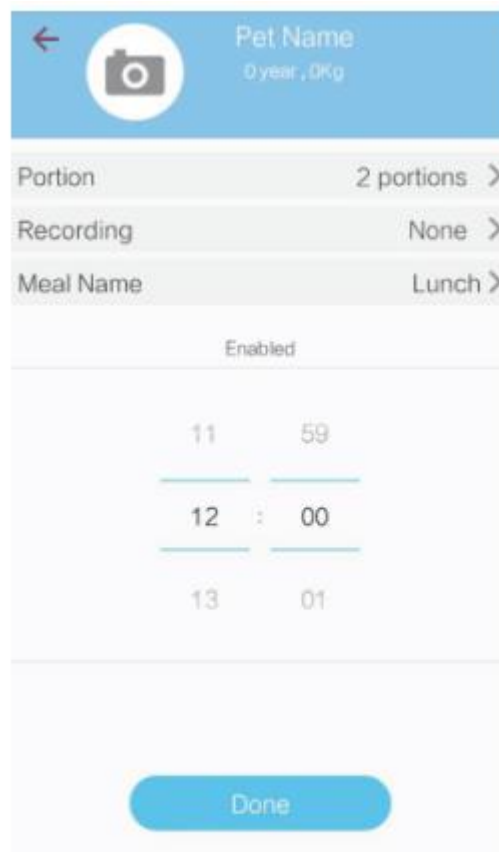 Pet Name
0 year , 0Kg
Portion 2 portions >
Recording None >
Meal Name Lunch >
Enabled
11 59
12 : 00
13 01
Done